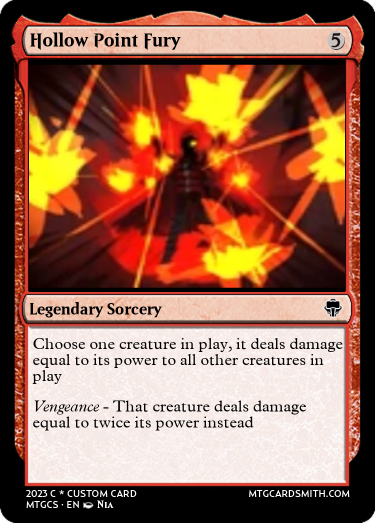 Hollow Point Fury 5
Legendary Sorcery
Choose one creature in play, it deals damage
equal to its power to all other creatures in
play
Vengeance - That creature deals damage
equal to twice its power instead
2023 C * CUSTOM CARD MTGCARDSMITH.COM
MTGCS · EN Nia